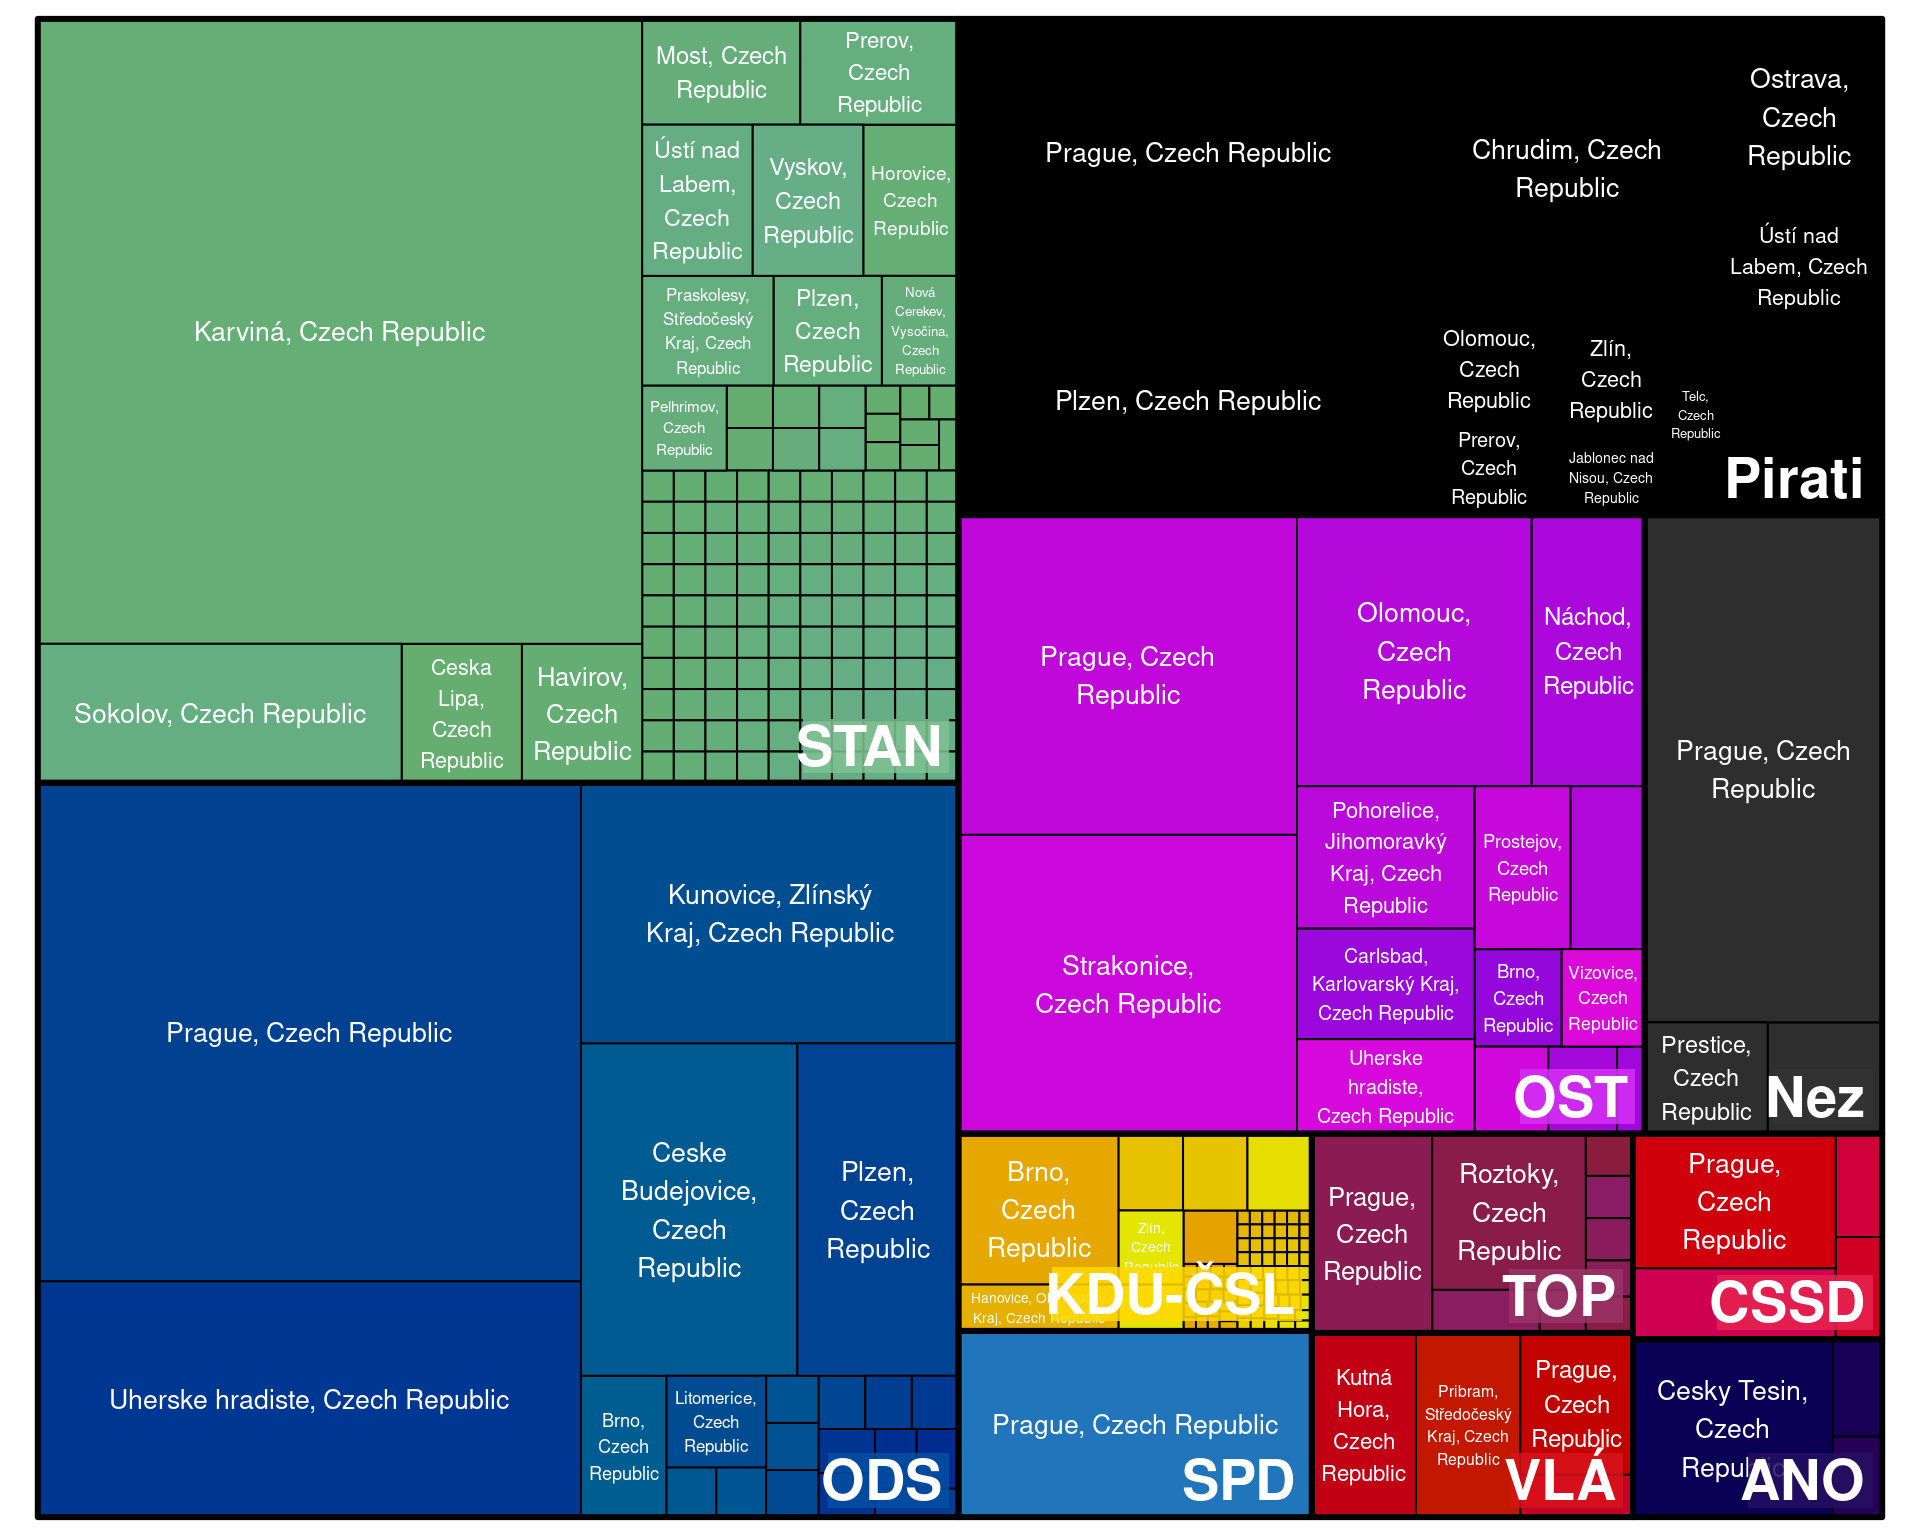 Karviná, Czech Republic
Sokolov, Czech Republic
Ceska
Lipa,
Czech
Republic
Havirov,
Czech
Republic
Most, Czech
Republic
Prerov,
Czech
Republic
Ústí nad
Labem,
Czech
Republic
Vyskov,
Czech
Republic
Horovice,
Czech
Republic
Praskolesy,
Středočeský
Kraj, Czech
Republic
Plzen,
Czech
Republic
Nová
Cerekev,
Vysočina,
Czech
Republic
Pelhrimov,
Czech
Republic
STAN
Prague, Czech Republic
Uherske hradiste, Czech Republic
Kunovice, Zlínský
Kraj, Czech Republic
Ceske
Budejovice,
Czech
Republic
Plzen,
Czech
Republic
Brno,
Czech
Republic
Litomerice,
Czech
Republic
ODS
Prague, Czech Republic
Plzen, Czech Republic
Chrudim, Czech
Republic
Ostrava,
Czech
Republic
Ústí nad
Labem, Czech
Republic
Olomouc,
Czech
Republic
Zlín,
Czech
Republic
Telc,
Czech
Republic
Prerov,
Czech
Republic
Jablonec nad
Nisou, Czech
Republic
Pirati
Prague, Czech
Republic
Strakonice,
Czech Republic
Olomouc,
Czech
Republic
Náchod,
Czech
Republic
Pohorelice,
Jihomoravký
Kraj, Czech
Republic
Prostejov,
Czech
Republic
Carlsbad,
Karlovarský Kraj,
Czech Republic
Brno,
Czech
Republic
Vizovice,
Czech
Republic
Uherske
hradiste,
Czech Republic
OST
Prague, Czech
Republic
Prestice,
Czech
Republic
Nez
Brno,
Czech
Republic
Zlín,
Czech
Republic
Hanovice,
Kraj, Czech Republic
KDU-ČSL
Prague,
Czech
Republic
Roztoky,
Czech
Republic
TOP
Prague,
Czech
Republic
CSSD
Prague, Czech Republic
SPD
Kutná
Hora,
Czech
Republic
Pribram,
Středočeský
Kraj, Czech
Republic
Prague,
Czech
Republic
VLÁ
Cesky Tesin,
Czech
Republic
ANO